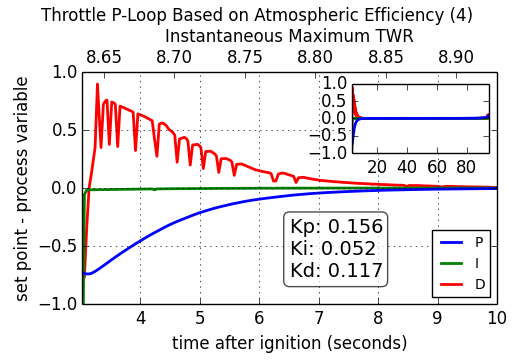 Throttle P-Loop Based on Atmospheric Efficiency (4)
Instantaneous Maximum TWR
8.65 8.70 8.75 8.80 8.85 8.90
1.0
0.5
0.0
−0.5
−1.0
set point - process variable
1.0
0.5
0.0
−0.5
−1.0
20 40 60 80
Kp: 0.156
Ki: 0.052
Kd: 0.117
P
I
D
4 5 6 7 8 9 10
time after ignition (seconds)